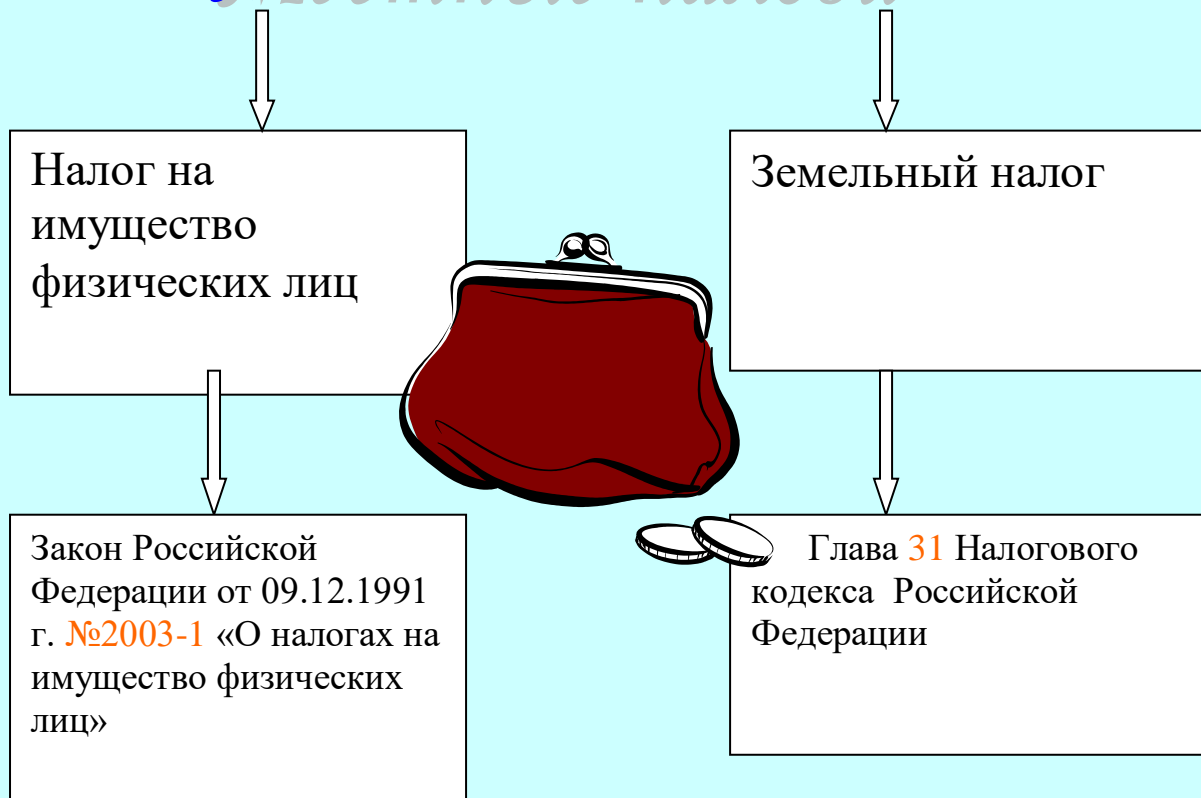 Налог на
имущество
физических лиц
Земельный налог
Закон Российской
Федерации от 09.12.1991
г. №2003-1 «О налогах на
имущество физических
лиц»
Глава 31 Налогового
кодекса Российской
Федерации